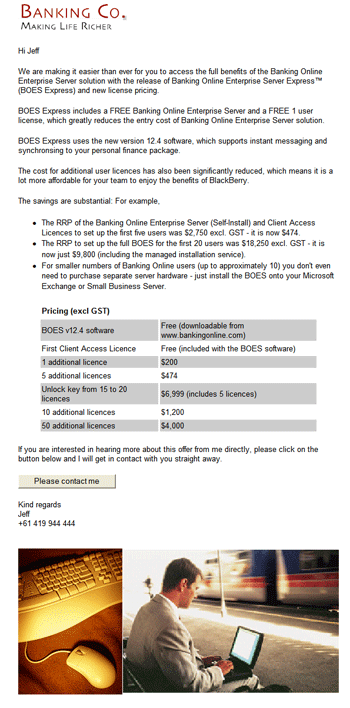 BANKING CO.
MAKING LIFE RICHER
Hi Jeff
We are making it easier than ever for you to access the full benefits of the Banking Online
Enterprise Server solution with the release of Banking Online Enterprise Server Express™
(BOES Express) and new license pricing.
BOES Express includes a FREE Banking Online Enterprise Server and a FREE 1 user
license, which greatly reduces the entry cost of Banking Online Enterprise Server solution.
BOES Express uses the new version 12.4 software, which supports instant messaging and
synchronsing to your personal finance package.
The cost for additional user licences has also been significantly reduced, which means it is a
lot more affordable for your team to enjoy the benefits of BlackBerry.
The savings are substantial: For example,
• The RRP of the Banking Online Enterprise Server (Self-Install) and Client Access
Licences to set up the first five users was $2,750 excl. GST - it is now $474.
• The RRP to set up the full BOES for the first 20 users was $18,250 excl. GST - it is
now just $9,800 (including the managed installation service).
• For smaller numbers of Banking Online users (up to approximately 10) you don't even
need to purchase separate server hardware - just install the BOES onto your Microsoft
Exchange or Small Business Server.
Pricing (excl GST)
BOES v12.4 software Free (downloadable from
www.bankingonline.com)
First Client Access Licence Free (included with the BOES software)
1 additional licence $200
5 additional licences $474
Unlock key from 15 to 20
licences $6,999 (includes 5 licences)
10 additional licences $1,200
50 additional licences $4,000
If you are interested in hearing more about this offer from me directly, please click on the
button below and I will get in contact with you straight away.
Please contact me
Kind regards
Jeff
+61 419 944 444